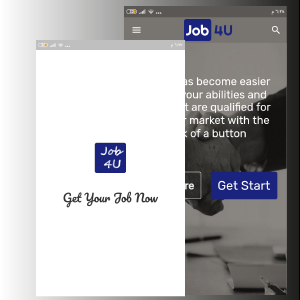 Job 4U
as become easier
your abilities and
t are qualified for
r market with the
k of a button
re
Get Start
Job
4U
Get Your Job Now